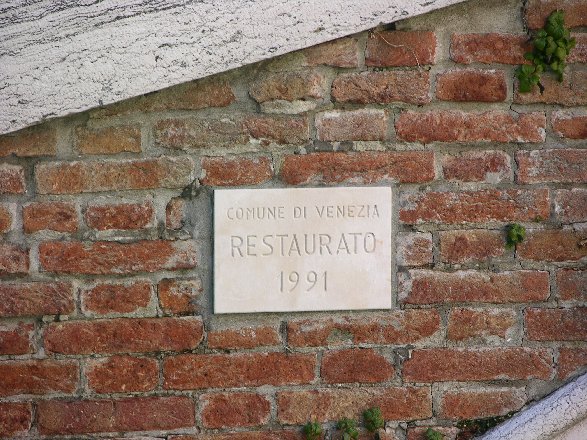 COMUNE DI VENEZIA
RESTAURATO
1991